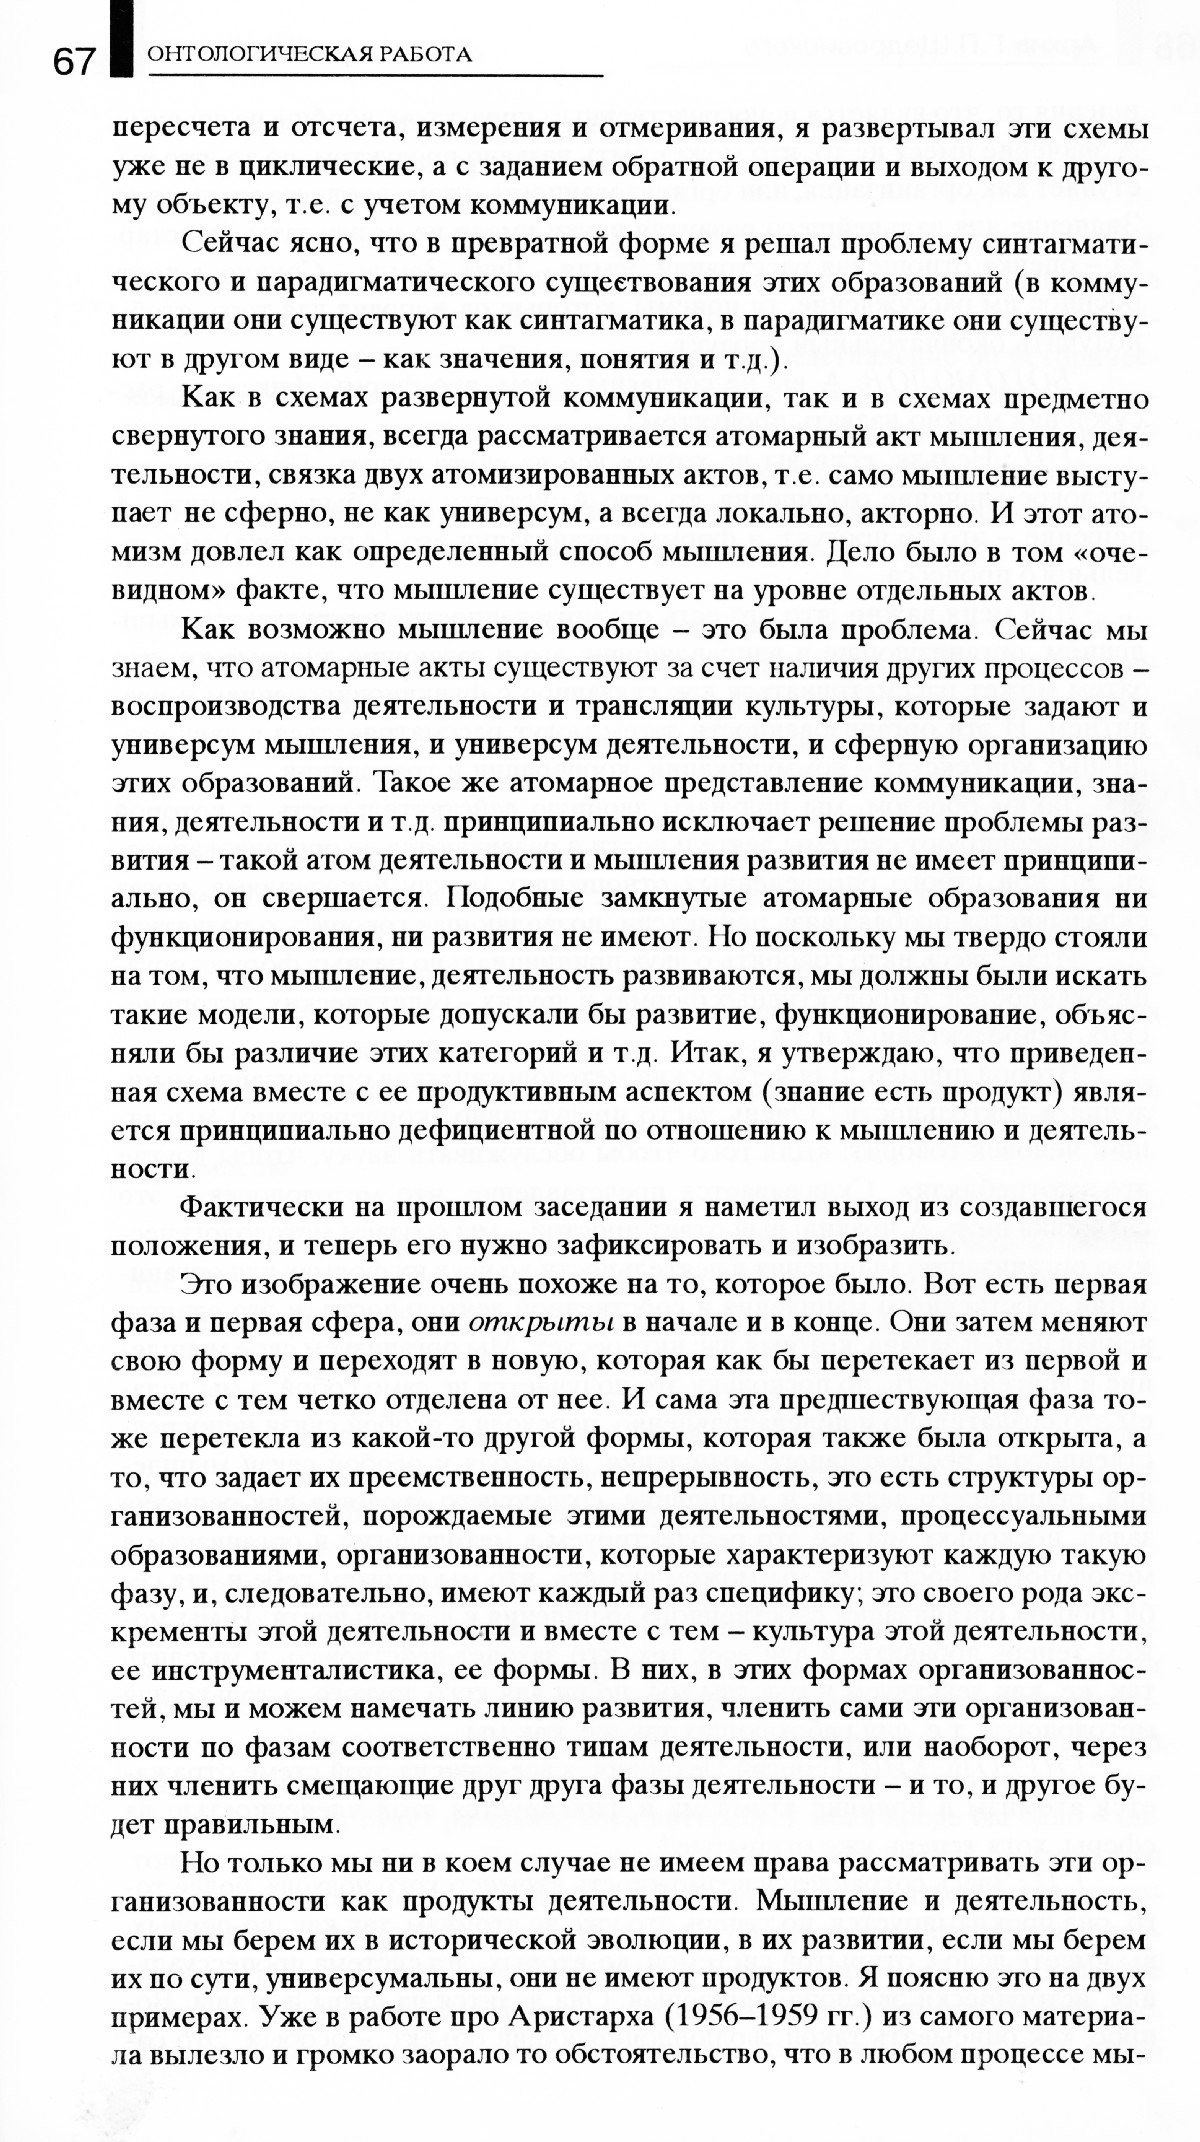 67
ОНТОЛОГИЧЕСКАЯ РАБОТА
пересчета и отсчета, измерения и отмеривания, я развертывал эти схемы
уже не в циклические, а с заданием обратной операции и выходом к друго-
му объекту, т.е. с учетом коммуникации.
Сейчас ясно, что в превратной форме я решал проблему синтагмати-
ческого и парадигматического существования этих образований (в комму-
никации они существуют как синтагматика, в парадигматике они существу-
ют в другом виде – как значения, понятия и т.д.).
Как в схемах развернутой коммуникации, так и в схемах предметно
свернутого знания, всегда рассматривается атомарный акт мышления, дея-
тельности, связка двух атомизированных актов, т.е. само мышление высту-
пает не сферно, не как универсум, а всегда локально, акторно. И этот ато-
мизм довлел как определенный способ мышления. Дело было в том «оче-
видном» факте, что мышление существует на уровне отдельных актов.
Как возможно мышление вообще – это была проблема. Сейчас мы
знаем, что атомарные акты существуют за счет наличия других процессов –
воспроизводства деятельности и трансляции культуры, которые задают и
универсум мышления, и универсум деятельности, и сферную организацию
этих образований. Такое же атомарное представление коммуникации, зна-
ния, деятельности и т.д. принципиально исключает решение проблемы раз-
вития – такой атом деятельности и мышления развития не имеет принципи-
ально, он свершается. Подобные замкнутые атомарные образования ни
функционирования, ни развития не имеют. Но поскольку мы твердо стояли
на том, что мышление, деятельность развиваются, мы должны были искать
такие модели, которые допускали бы развитие, функционирование, объяс-
няли бы различие этих категорий и т.д. Итак, я утверждаю, что приведен-
ная схема вместе с ее продуктивным аспектом (знание есть продукт) явля-
ется принципиально дефициентной по отношению к мышлению и деятель-
ности.
Фактически на прошлом заседании я наметил выход из создавшегося
положения, и теперь его нужно зафиксировать и изобразить.
Это изображение очень похоже на то, которое было. Вот есть первая
фаза и первая сфера, они открыты в начале и в конце. Они затем меняют
свою форму и переходят в новую, которая как бы перетекает из первой и
вместе с тем четко отделена от нее. И сама эта предшествующая фаза то-
же перетекла из какой-то другой формы, которая также была открыта, а
то, что задает их преемственность, непрерывность, это есть структуры ор-
ганизованностей, порождаемые этими деятельностями, процессуальными
образованиями, организованности, которые характеризуют каждую такую
фазу, и, следовательно, имеют каждый раз специфику; это своего рода экс-
кременты этой деятельности и вместе с тем – культура этой деятельности,
ее инструменталистика, ее формы. В них, в этих формах организованнос-
тей, мы и можем намечать линию развития, членить сами эти организован-
ности по фазам соответственно типам деятельности, или наоборот, через
них членить смещающие друг друга фазы деятельности – и то, и другое бу-
дет правильным.
Но только мы ни в коем случае не имеем права рассматривать эти ор-
ганизованности как продукты деятельности. Мышление и деятельность,
если мы берем их в исторической эволюции, в их развитии, если мы берем
их по сути, универсумальны, они не имеют продуктов. Я поясню это на двух
примерах. Уже в работе про Аристарха (1956–1959 гг.) из самого материа-
ла вылезло и громко заорало то обстоятельство, что в любом процессе мы-